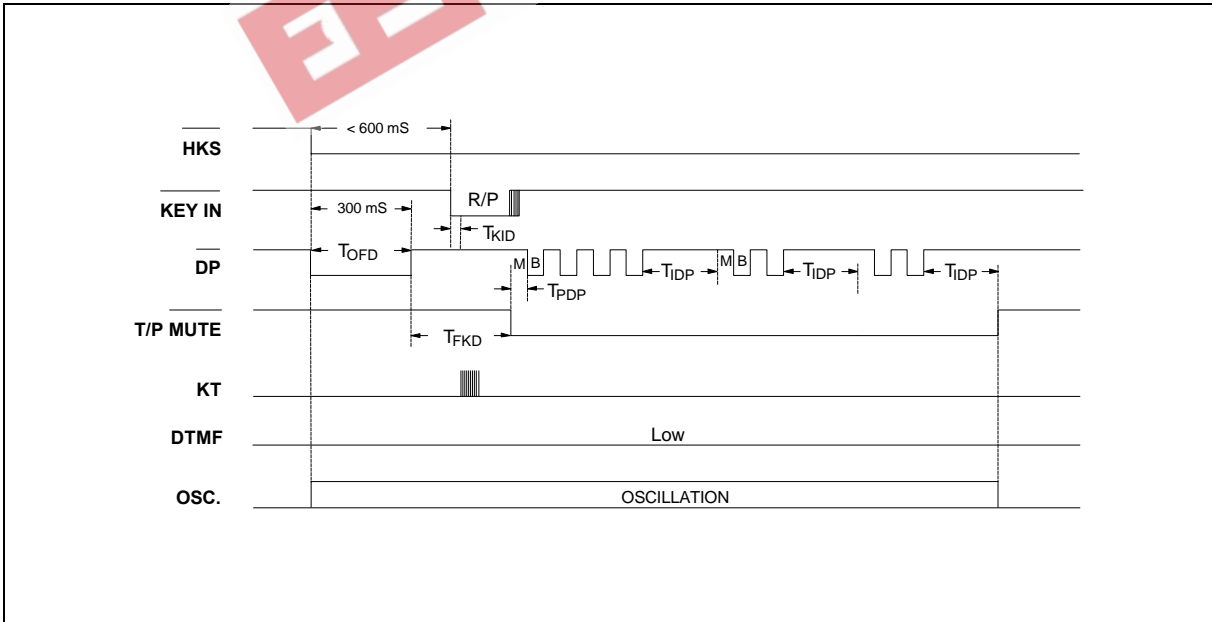 < 600 mS
HKS
KEY IN
R/P
300 mS
TKID
DP
TOFD
M B
TIDP
M B
TIDP
TIDP
TPDP
T/P MUTE
TFKD
KT
DTMF
Low
OSC.
OSCILLATION